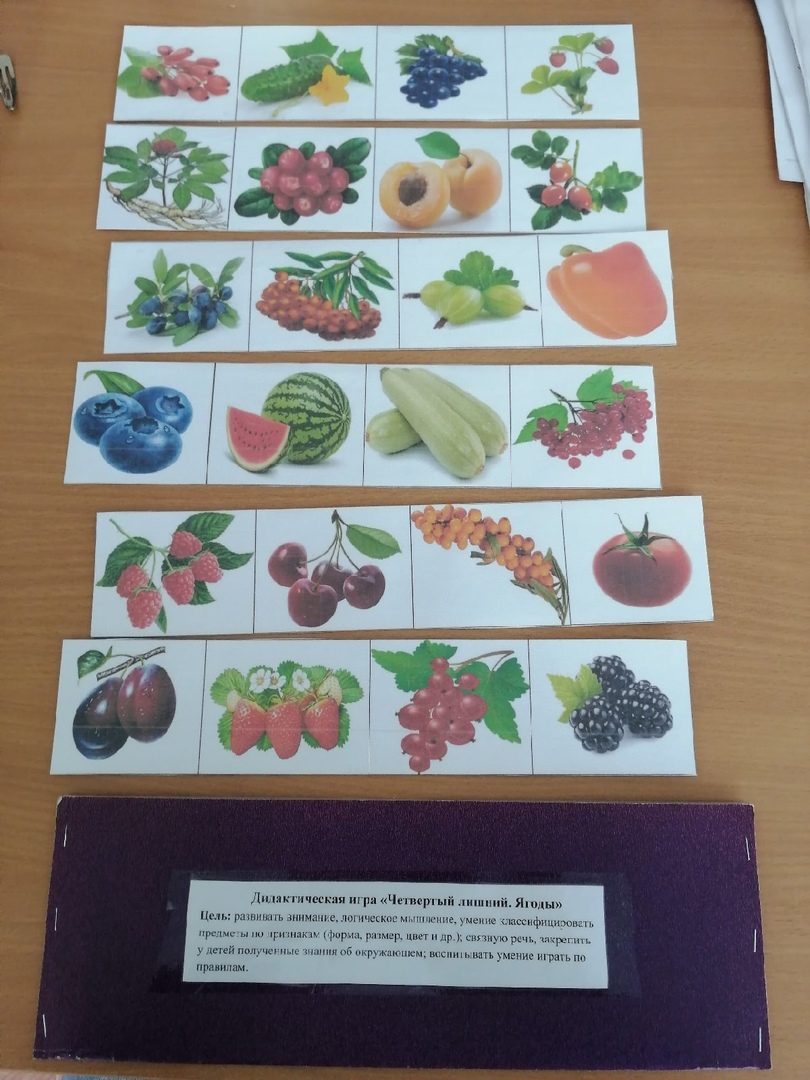 Дидактическая игра «Четвертый лишний. Ягоды»
Цель: развивать внимание, логическое мышление, умение классифицировать
предметы по признакам (форма, размер, цвет и др.); связную речь, закрепить
у детей полученные знания об окружающем; воспитывать умение играть по
правилам.